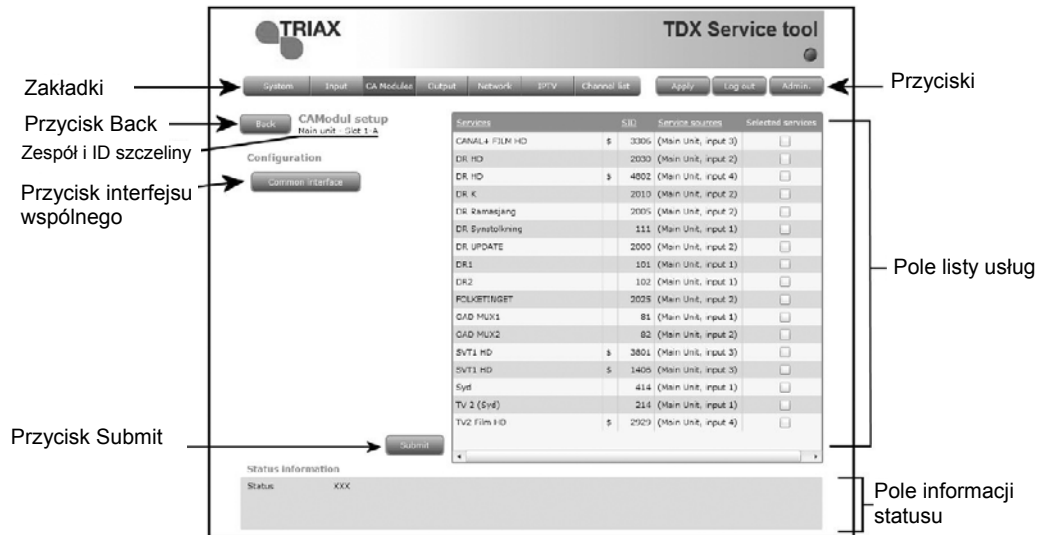 TRIAX
TDX Service tool
Zakładki
System Input CA Modules Output Network IPTV Channel list Apply Log out Admin.
Przyciski
Przycisk Back
Back
CAModul setup
Main unit - Slot 1-A
Zespół i ID szczeliny
Configuration
Common interface
Przycisk interfejsu
wspólnego
Services SID Service sources Selected services
CANAL+ FILM HD $ 3306 (Main Unit, input 3)
DR HD 2030 (Main Unit, input 2)
DR HD $ 4802 (Main Unit, input 4)
DR K 2010 (Main Unit, input 2)
DR Ramasjang 2005 (Main Unit, input 2)
DR Synstolkning 111 (Main Unit, input 1)
DR UPDATE 2000 (Main Unit, input 2)
DR1 101 (Main Unit, input 1)
DR2 102 (Main Unit, input 1)
FOLKETINGET 2025 (Main Unit, input 2)
GAD MUX1 81 (Main Unit, input 1)
GAD MUX2 82 (Main Unit, input 2)
SVT1 HD $ 3801 (Main Unit, input 3)
SVT1 HD $ 1406 (Main Unit, input 3)
Syd 414 (Main Unit, input 1)
TV 2 (Syd) 214 (Main Unit, input 1)
TV2 Film HD $ 2929 (Main Unit, input 4)
Pole listy usług
Przycisk Submit
Submit
Status information
Status XXX
Pole informacji
statusu